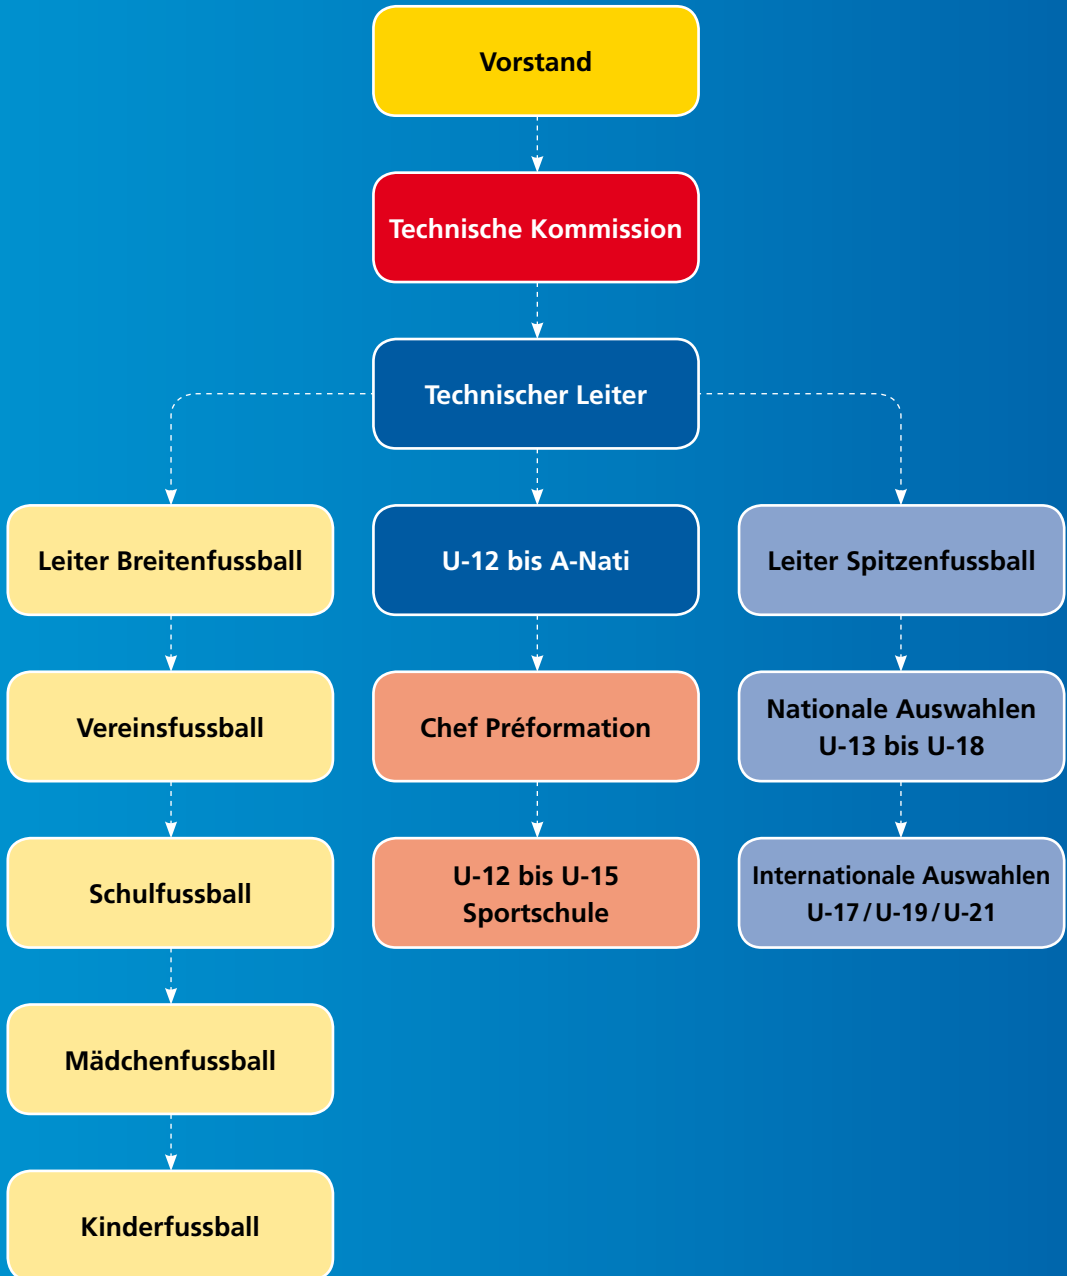 Vorstand
Technische Kommission
Technischer Leiter
Leiter Breitenfussball
U-12 bis A-Nati
Leiter Spitzenfussball
Vereinsfussball
Chef Préformation
Nationale Auswahlen
U-13 bis U-18
Schulfussball
U-12 bis U-15
Sportschule
Internationale Auswahlen
U-17 / U-19 / U-21
Mädchenfussball
Kinderfussball